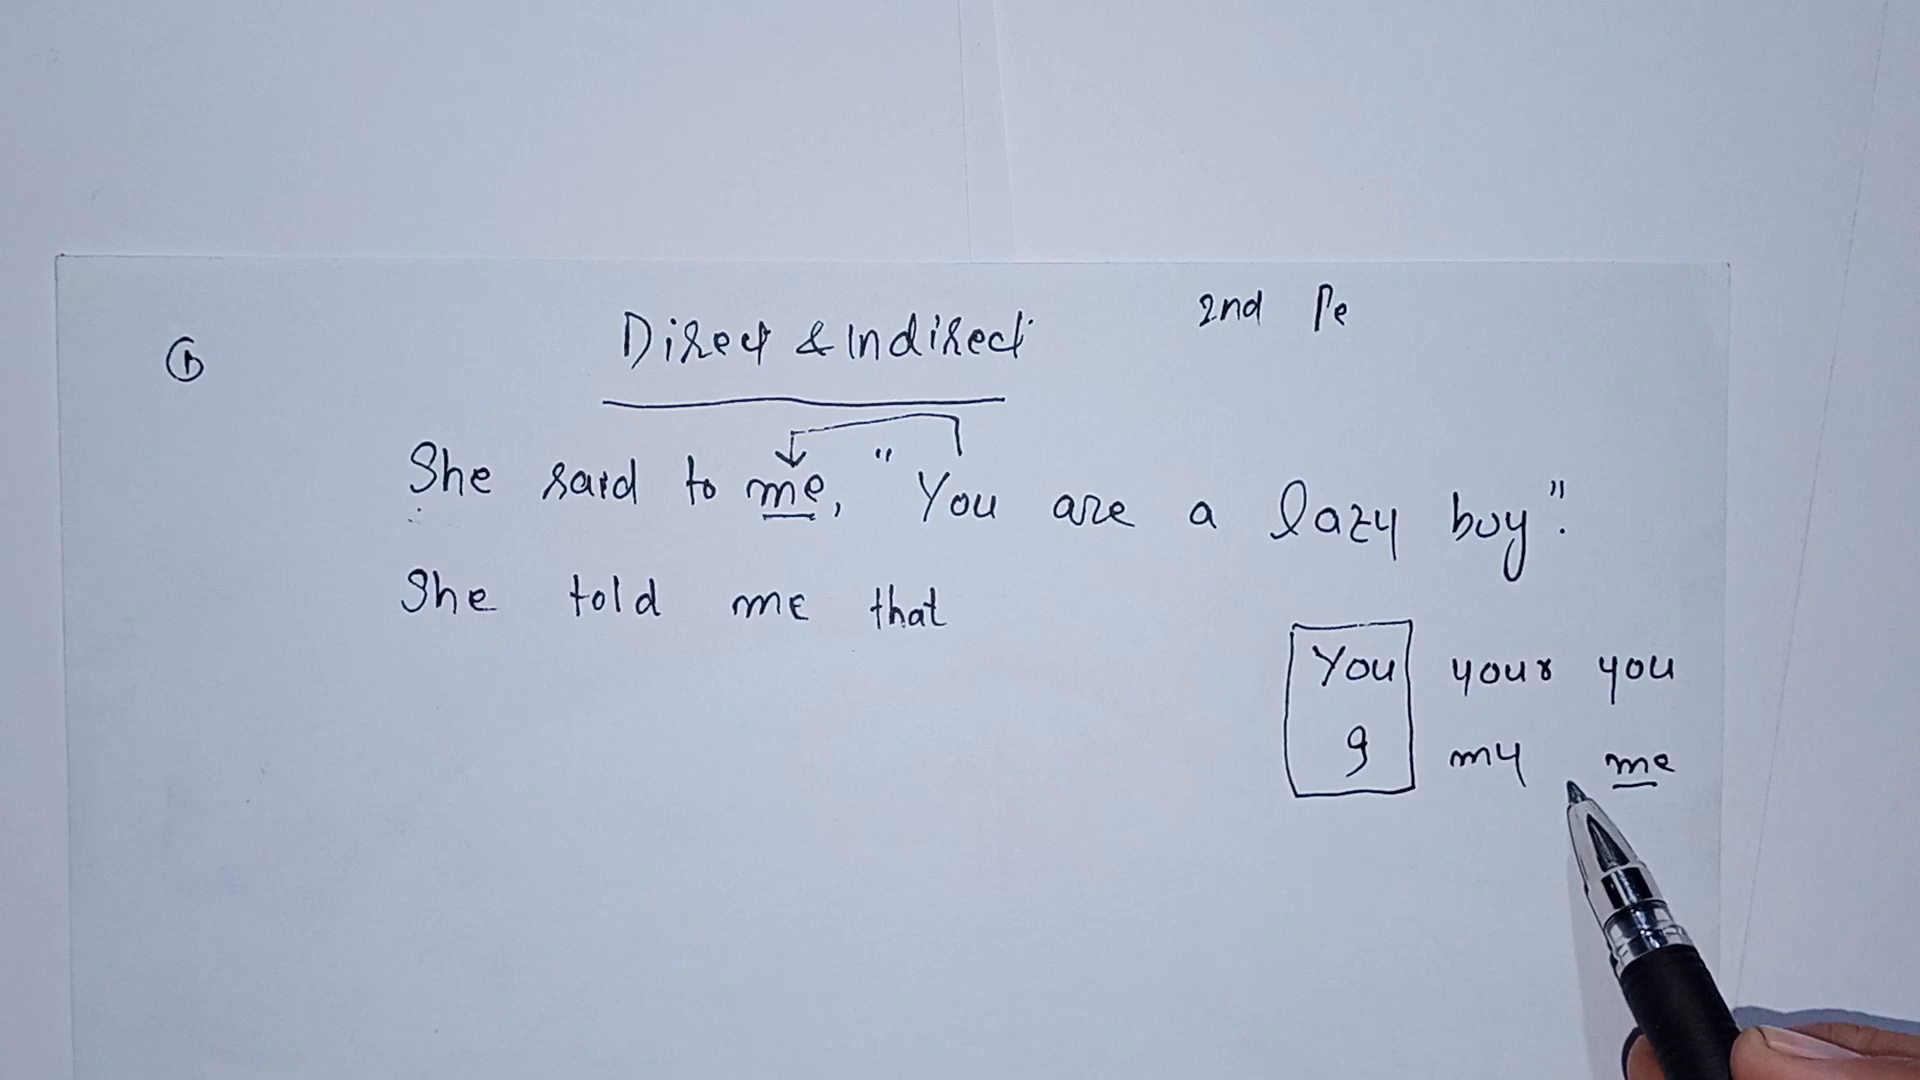 2nd Pe
①
Direct & Indirect
She said to me, "You are a lazy boy".
She told me that
You your you
I my me